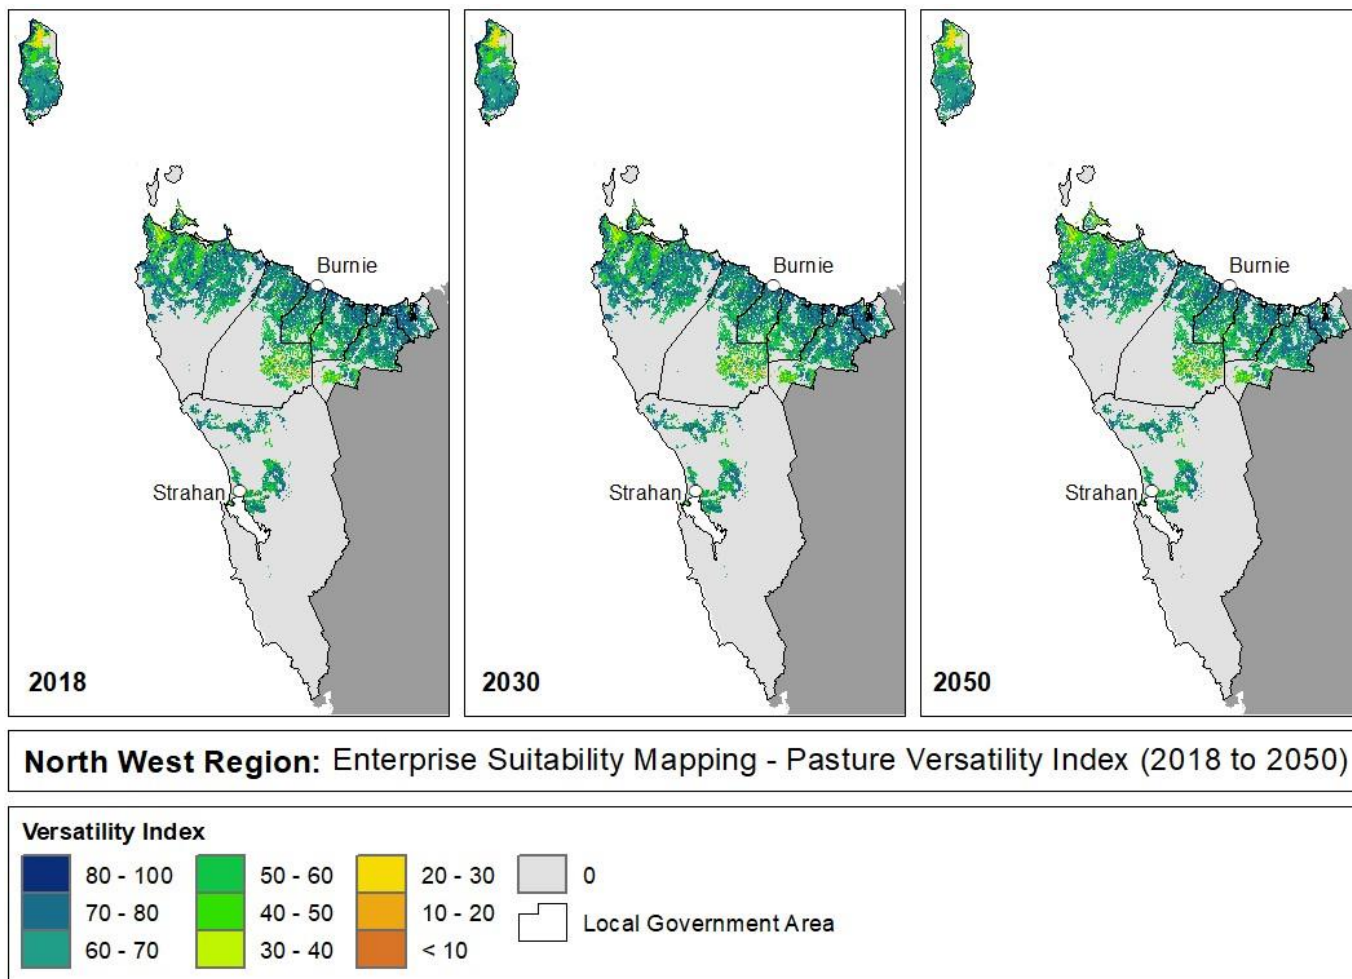 Burnie
Strahan
2018
Burnie
Strahan
2030
Burnie
Strahan
2050
North West Region: Enterprise Suitability Mapping - Pasture Versatility Index (2018 to 2050)
Versatility Index
80 - 100
70 - 80
60 - 70
50 - 60
40 - 50
30 - 40
20 - 30
10 - 20
< 10
0
Local Government Area